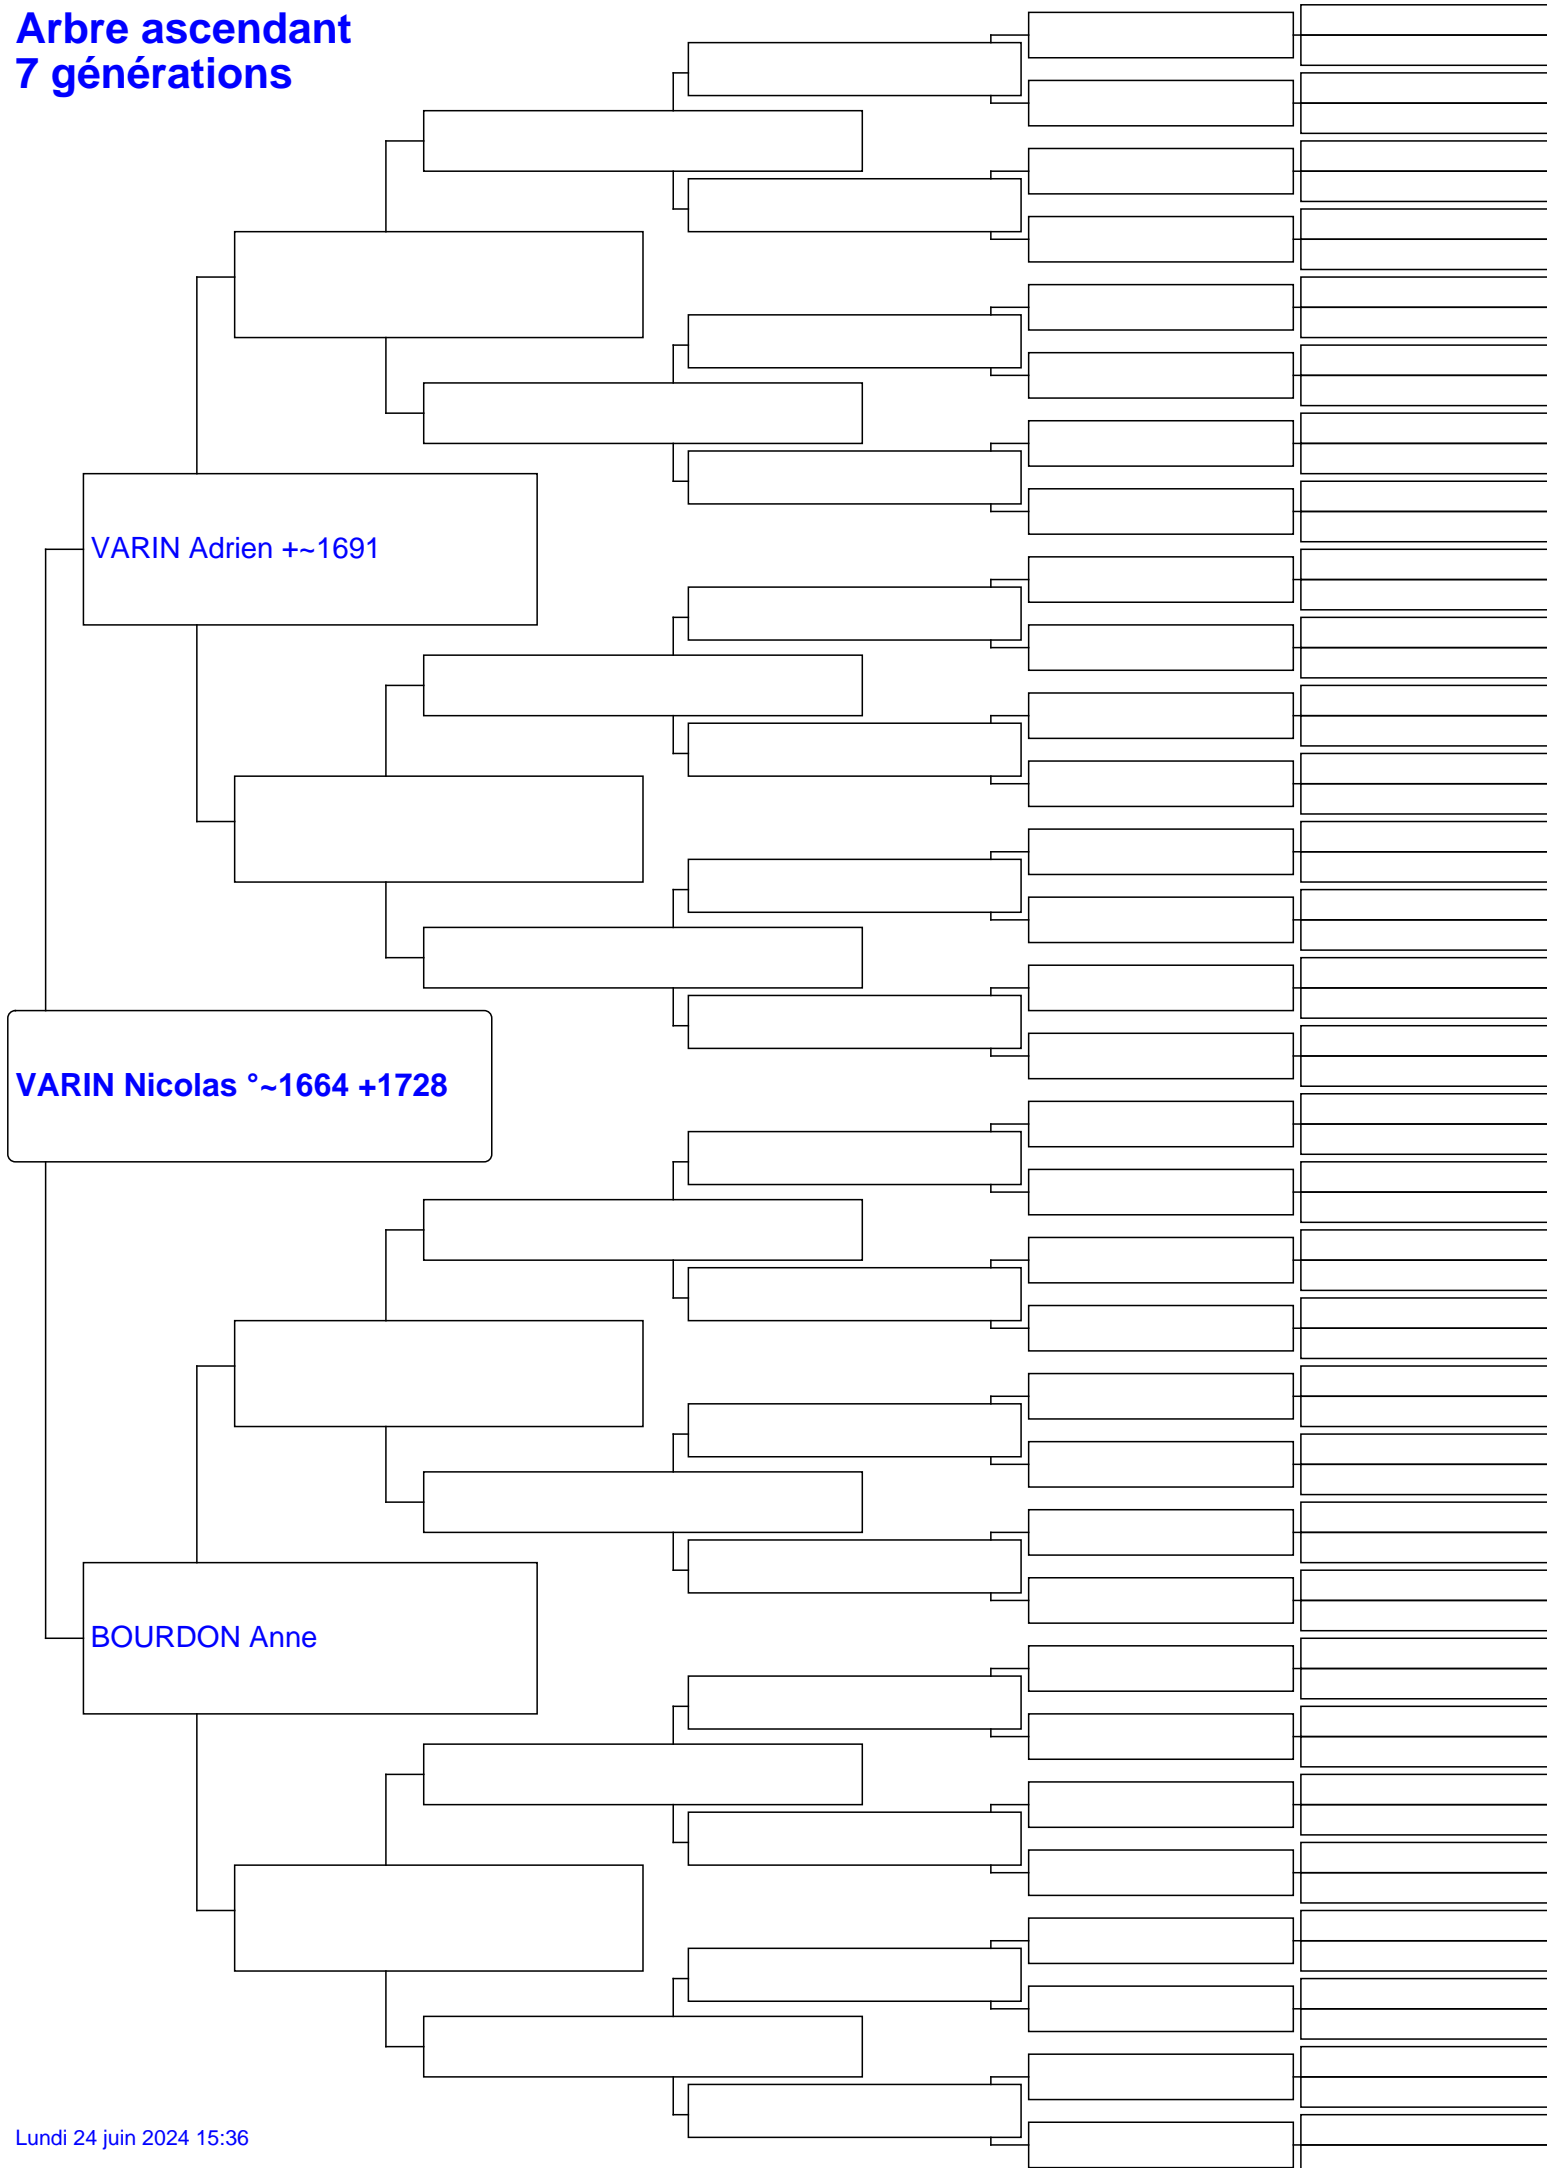 Arbre ascendant
7 générations
VARIN Adrien +~1691
VARIN Nicolas °~1664 +1728
BOURDON Anne
Lundi 24 juin 2024 15:36